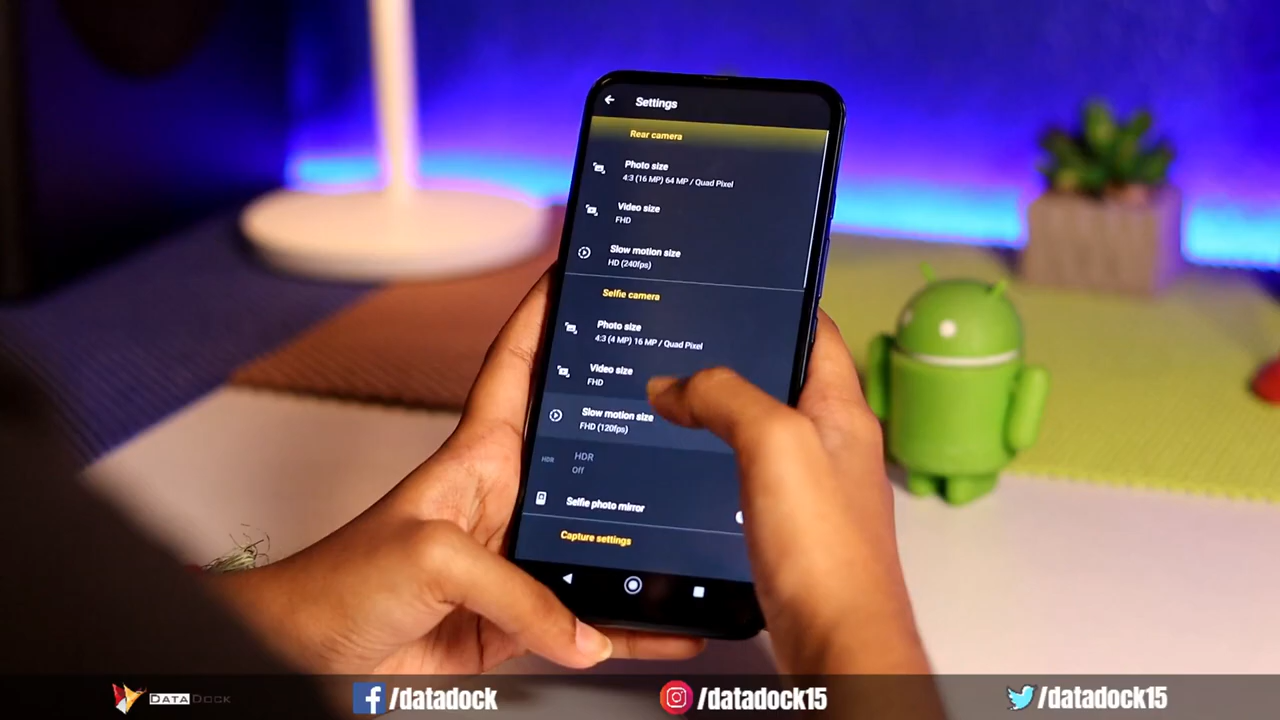 Settings
Rear camera
Photo size
4:3 (16 MP) 64 MP / Quad Pixel
Video size
FHD
Slow motion size
HD (240fps)
Selfie camera
Photo size
4:3 (4 MP) 16 MP / Quad Pixel
Video size
FHD
Slow motion size
FHD (120fps)
HDR
HDR
Off
Selfie photo mirror
Capture settings
DATADOCK
/datadock
/datadock15
/datadock15